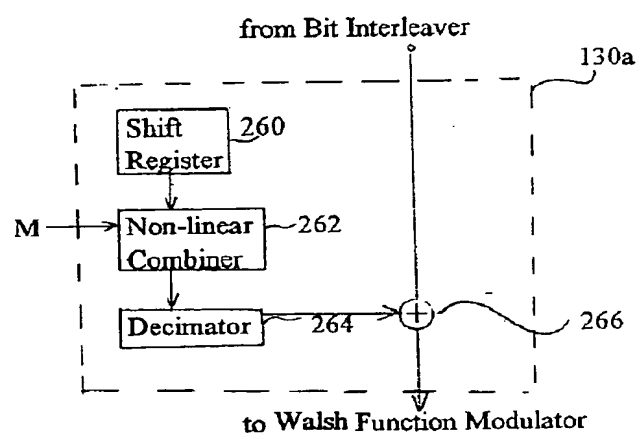 from Bit Interleaver
130a
Shift
Register
260
M
Non-linear
Combiner
262
Decimator
264
266
to Walsh Function Modulator